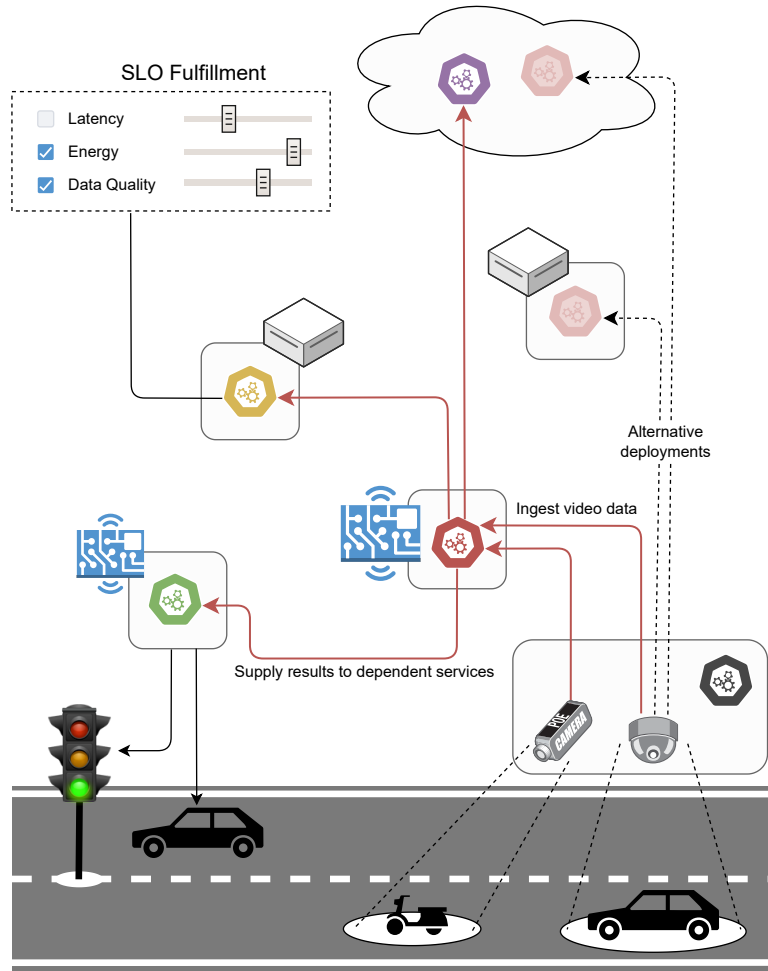 SLO Fulfillment
Latency
Energy
Data Quality
Alternative
deployments
Ingest video data
Supply results to dependent services
POE
CAMERA